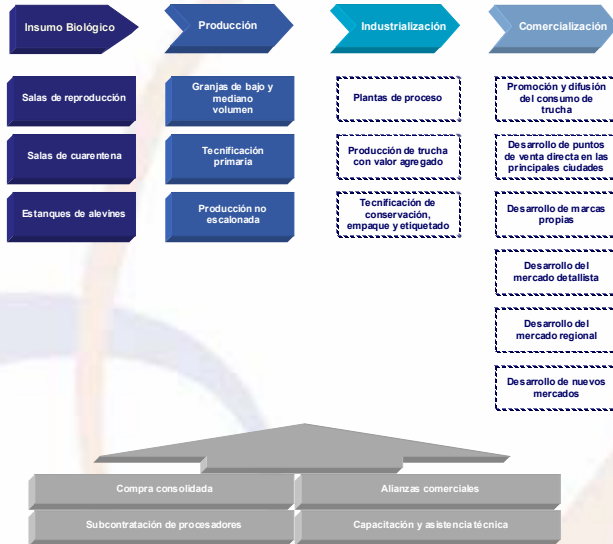 Insumo Biológico
Producción
Industrialización
Comercialización
Salas de reproducción
Granjas de bajo y
mediano
volumen
Plantas de proceso
Promoción y difusión
del consumo de
trucha
Salas de cuarentena
Tecnificación
primaria
Producción de trucha
con valor agregado
Desarrollo de puntos
de venta directa en las
principales ciudades
Estanques de alevines
Producción no
escalonada
Tecnificación de
conservación,
empaque y etiquetado
Desarrollo de marcas
propias
Desarrollo del
mercado detallista
Desarrollo del
mercado regional
Desarrollo de nuevos
mercados
Compra consolidada
Alianzas comerciales
Subcontratación de procesadores
Capacitación y asistencia técnica